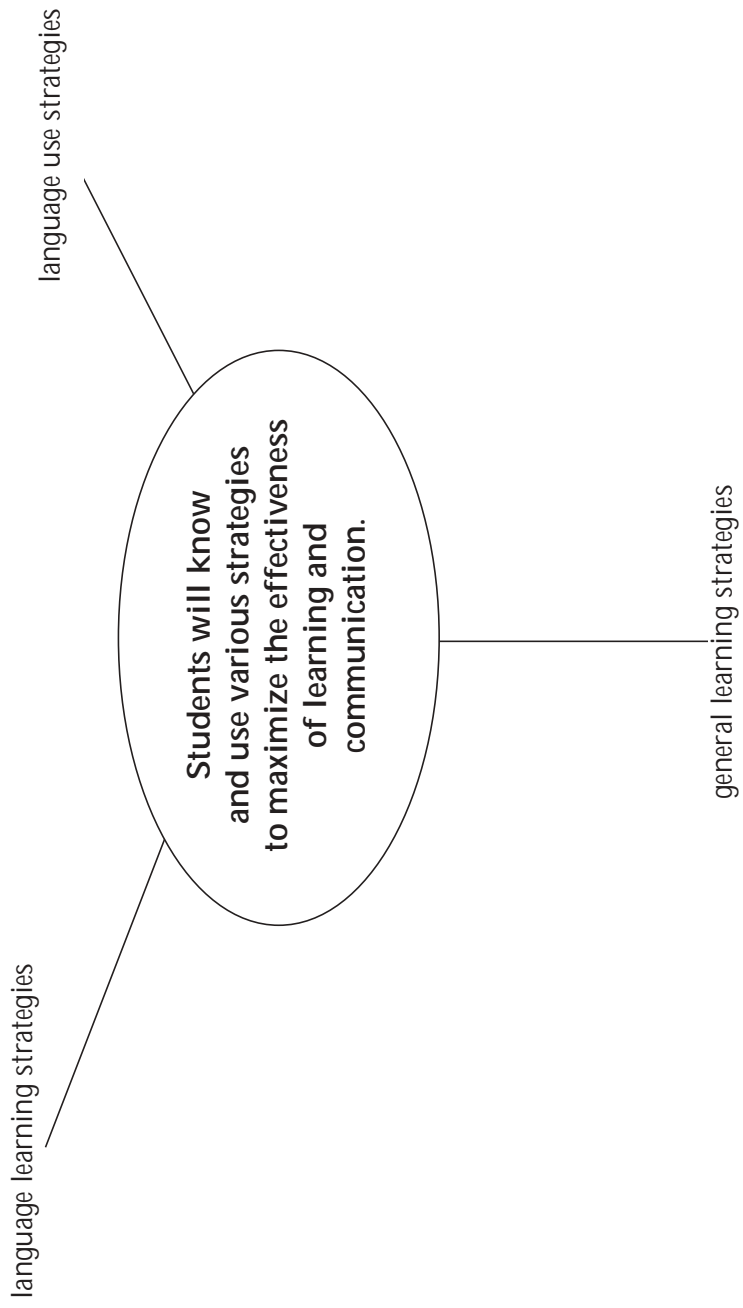 language learning strategies
language use strategies
Students will know
and use various strategies
to maximize the effectiveness
of learning and
communication.
general learning strategies